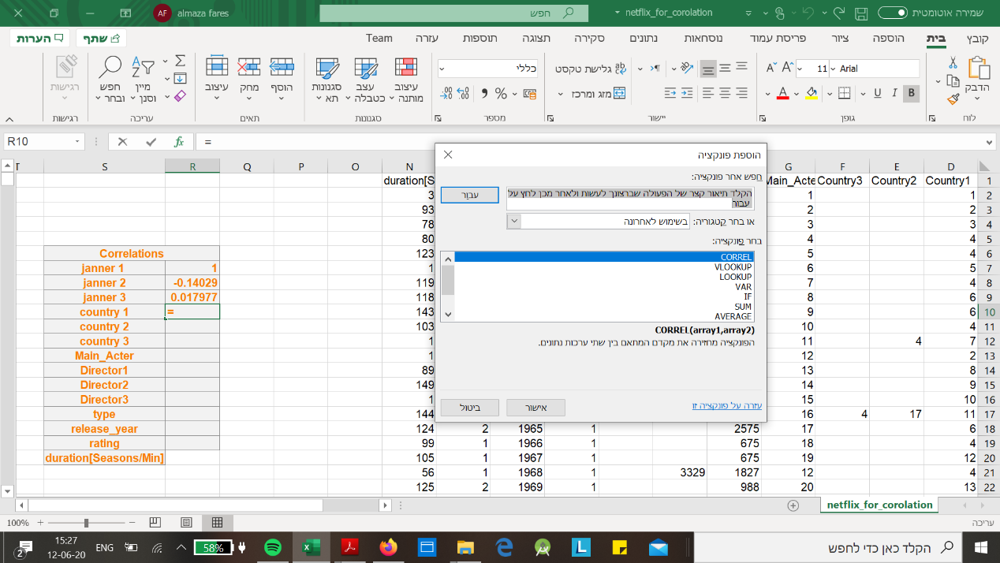 almaza fares
AF
חפש
netflix_for_corolation
שמירה אוטומטית
קובץ
בית
הוספה
ציור
פריסת עמוד
נוסחאות
נתונים
סקירה
תצוגה
תוספות
עזרה
Team
שתף
הערות
הדבק
לוח
Arial
11
B I U
A A A
גופן
גלישת טקסט
מזג ומרכז
יישור
כללי
%
מספר
עיצוב מותנה
עצב כטבלה
סגנונות תא
סגנונות
הוסף
מחק
עיצוב
תאים
מיין וסנן
חפש ובחר
עריכה
רגישות
רגישות
R10
fx
=
T S R Q P O N G F E D
duration[S
Main_Acte Country3 Country2 Country1 1
3 1 1 2
93 2 2 3
78 3 3 4
80 4 4 5
Correlations 123 5 4 6
janner 1 1 1 6 5 7
janner 2 -0.14029 119 7 4 8
janner 3 0.017977 118 8 6 9
country 1 = 143 9 6 10
country 2 103 10 4 11
country 3 1 11 4 7 12
Main_Acter 1 12 2 13
Director1 89 13 8 14
Director2 149 14 9 15
Director3 1 15 10 16
type 144 16 4 17 11 17
release_year 124 2 1965 1 2575 17 6 18
rating 99 1 1966 1 675 18 4 19
duration[Seasons/Min] 105 1 1967 1 675 19 12 20
56 1 1968 1 3329 1827 12 4 21
125 2 1969 1 988 20 13 22
הוספת פונקציה
חפש אחר פונקציה:
הקלד תיאור קצר של הפעולה שברצונך לעשות ולאחר מכן לחץ על
עבור
עבור
או בחר קטגוריה:
בשימוש לאחרונה
בחר פונקציה:
CORREL
VLOOKUP
LOOKUP
VAR
IF
SUM
AVERAGE
CORREL(array1,array2)
הפונקציה מחזירה את מקדם המתאם בין שתי ערכות נתונים.
עזרה על פונקציה זו
אישור
ביטול
netflix_for_corolation
עריכה
100%
15:27
12-06-20
2
ENG
58%
הקלד כאן כדי לחפש